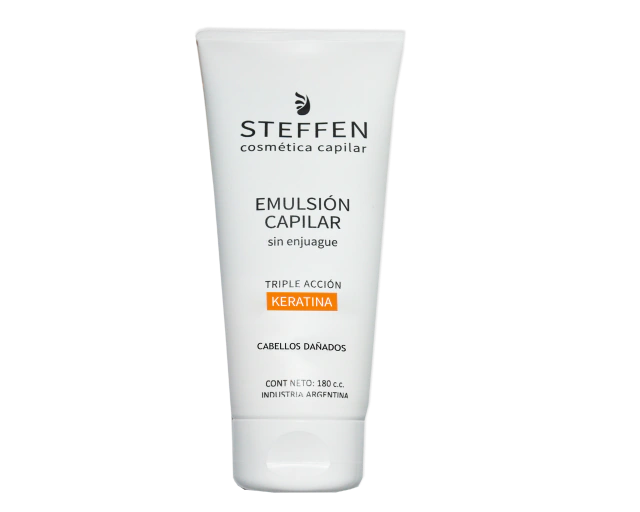 STEFFEN
cosmética capilar
EMULSIÓN
CAPILAR
sin enjuague
TRIPLE ACCIÓN
KERATINA
CABELLOS DAÑADOS
CONT NETO: 180 c.c.
INDUSTRIA ARGENTINA